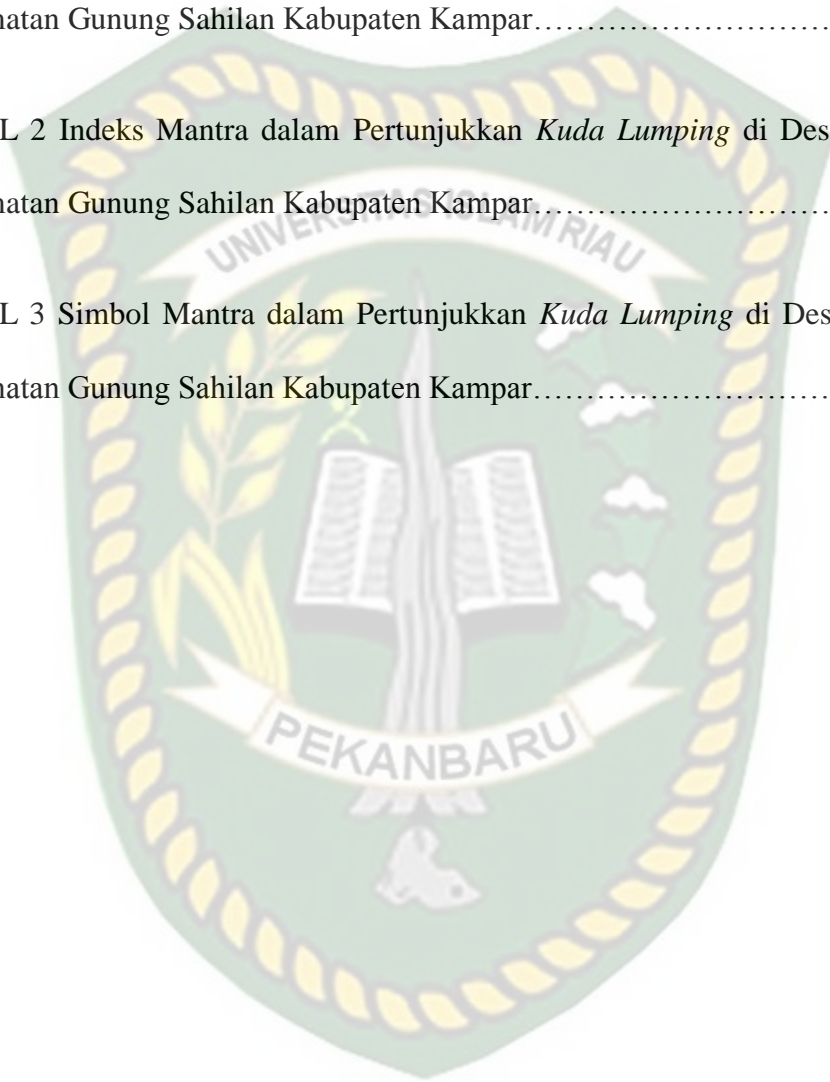 natan Gunung Sahilan Kabupaten Kampar……………………….
L 2 Indeks Mantra dalam Pertunjukkan Kuda Lumping di Des
natan Gunung Sahilan Kabupaten Kampar……………………….
UNIVERSITAS ISLAM RIAU
L 3 Simbol Mantra dalam Pertunjukkan Kuda Lumping di Des
natan Gunung Sahilan Kabupaten Kampar……………………….
PEKANBARU